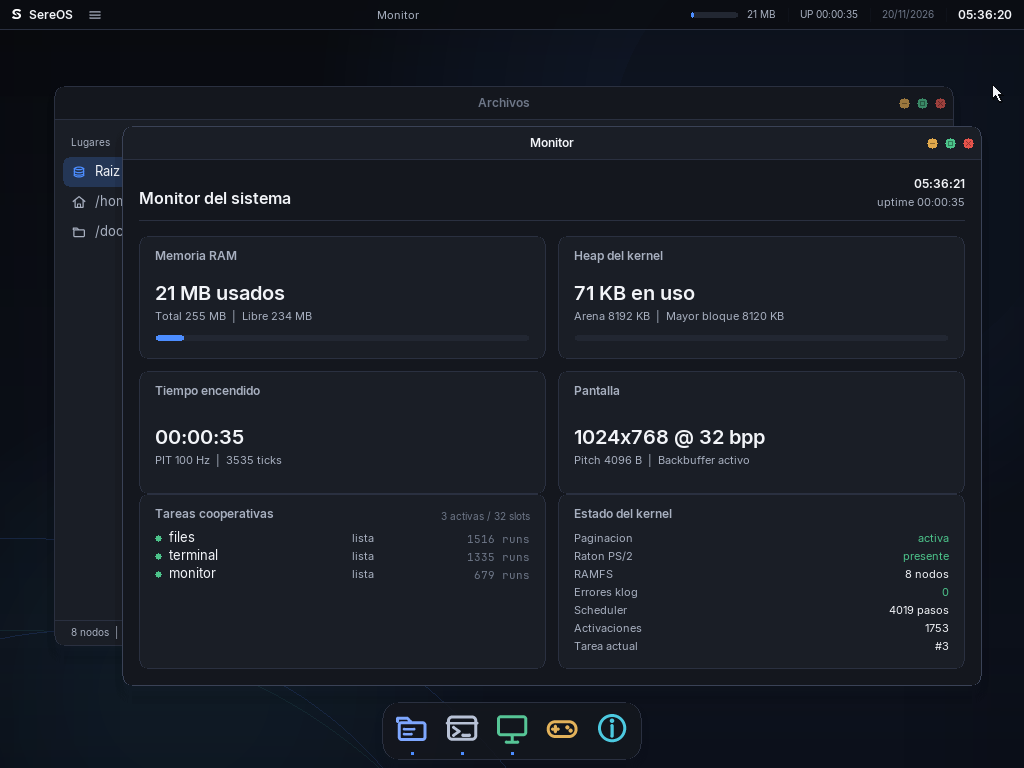 SereOS
Monitor
21 MB
UP 00:00:35
20/11/2026
05:36:20
Archivos
Lugares
Raiz
/hom
/doc
8 nodos |
Monitor
Monitor del sistema
05:36:21
uptime 00:00:35
Memoria RAM
21 MB usados
Total 255 MB | Libre 234 MB
Heap del kernel
71 KB en uso
Arena 8192 KB | Mayor bloque 8120 KB
Tiempo encendido
00:00:35
PIT 100 Hz | 3535 ticks
Pantalla
1024x768 @ 32 bpp
Pitch 4096 B | Backbuffer activo
Tareas cooperativas
3 activas / 32 slots
files lista 1516 runs
terminal lista 1335 runs
monitor lista 679 runs
Estado del kernel
Paginacion activa
Raton PS/2 presente
RAMFS 8 nodos
Errores klog 0
Scheduler 4019 pasos
Activaciones 1753
Tarea actual #3